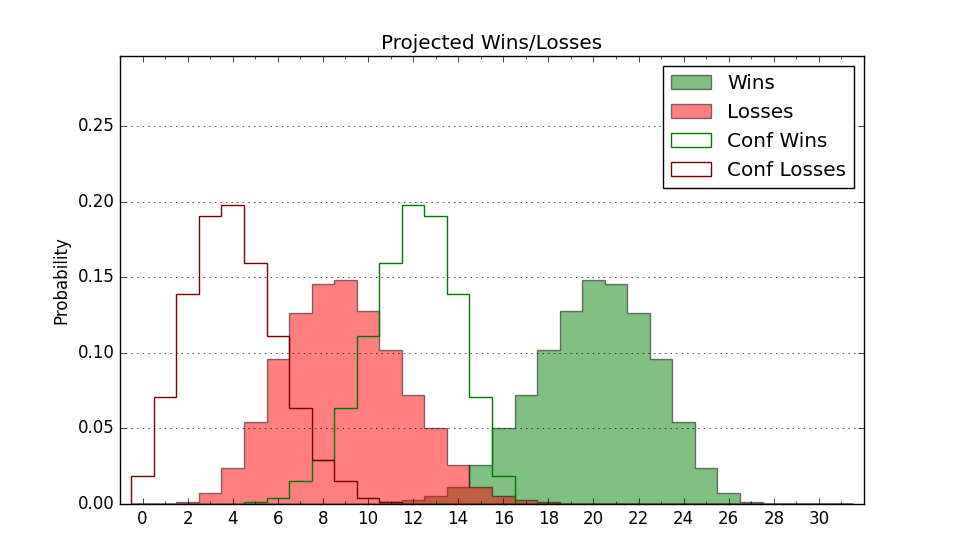 Projected Wins/Losses
Wins
Losses
Conf Wins
Conf Losses
Probability
0.25
0.20
0.15
0.10
0.05
0.00
0 2 4 6 8 10 12 14 16 18 20 22 24 26 28 30